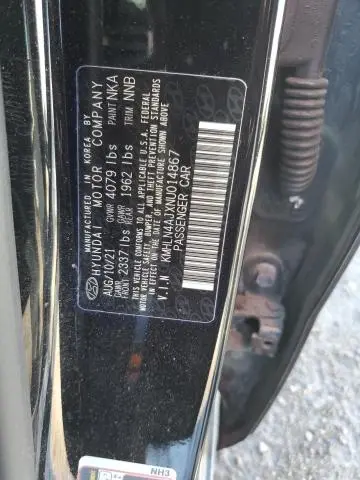 MANUFACTURED IN KOREA BY
HYUNDAI MOTOR COMPANY
AUG/10/21 GVWR 4079 lbs PAINT NKA
GAWR FRONT 2337 lbs GAWR REAR 1962 lbs TRIM NNB
THIS VEHICLE CONFORMS TO ALL APPLICABLE U.S.A. FEDERAL
MOTOR VEHICLE SAFETY, BUMPER, AND THEFT PREVENTION STANDARDS
IN EFFECT ON THE DATE OF MANUFACTURE SHOWN ABOVE
V.I.N
PASSENGER CAR
NH3